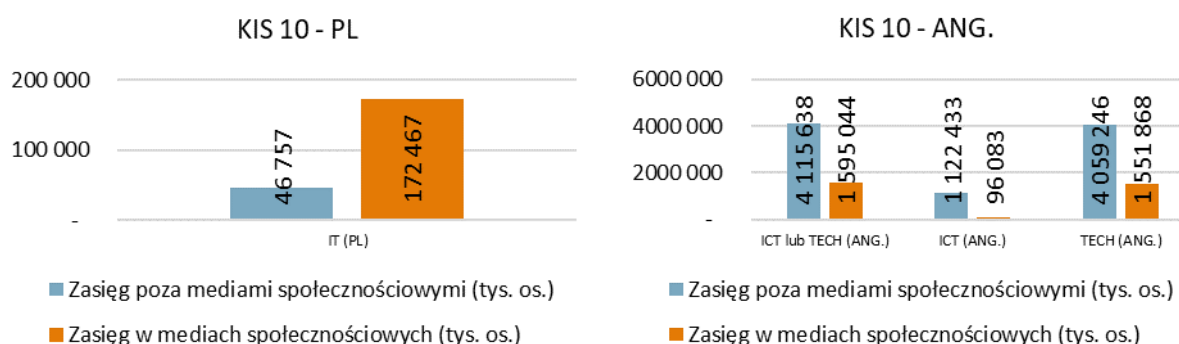 KIS 10 - PL
200 000
100 000
-
46 757
172 467
IT (PL)
Zasięg poza mediami społecznościowymi (tys. os.)
Zasięg w mediach społecznościowych (tys. os.)
KIS 10 - ANG.
6000 000
4000 000
2000 000
-
4 115 638
1 595 044
1 122 433
96 083
4 059 246
1 551 868
ICT lub TECH (ANG.)
ICT (ANG.)
TECH (ANG.)
Zasięg poza mediami społecznościowymi (tys. os.)
Zasięg w mediach społecznościowych (tys. os.)